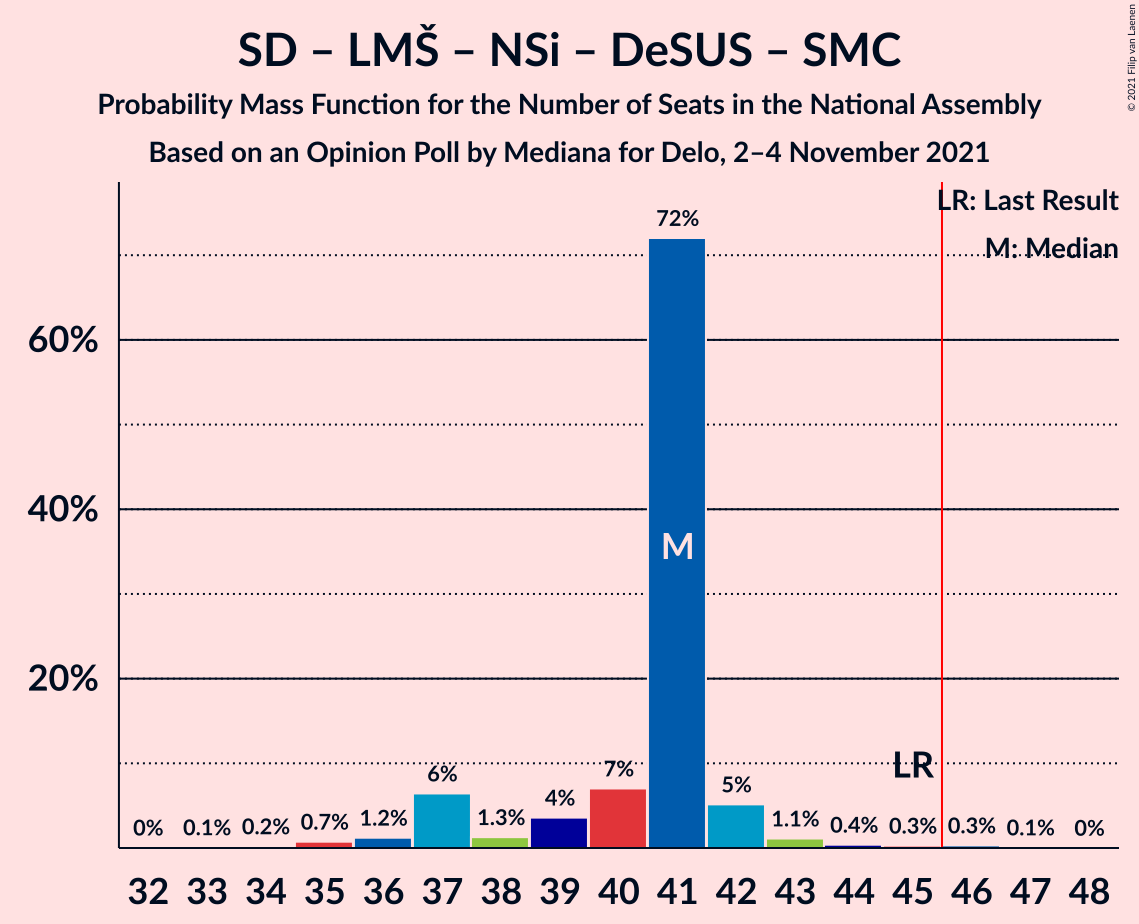 SD – LMŠ – NSi – DeSUS – SMC
Probability Mass Function for the Number of Seats in the National Assembly
Based on an Opinion Poll by Mediana for Delo, 2–4 November 2021
© 2021 Filip van Laenen
LR: Last Result
M: Median
72%
60%
40%
20%
M
LR
0% 0.1% 0.2% 0.7% 1.2% 6% 1.3% 4% 7% 5% 1.1% 0.4% 0.3% 0.3% 0.1% 0%
32 33 34 35 36 37 38 39 40 41 42 43 44 45 46 47 48